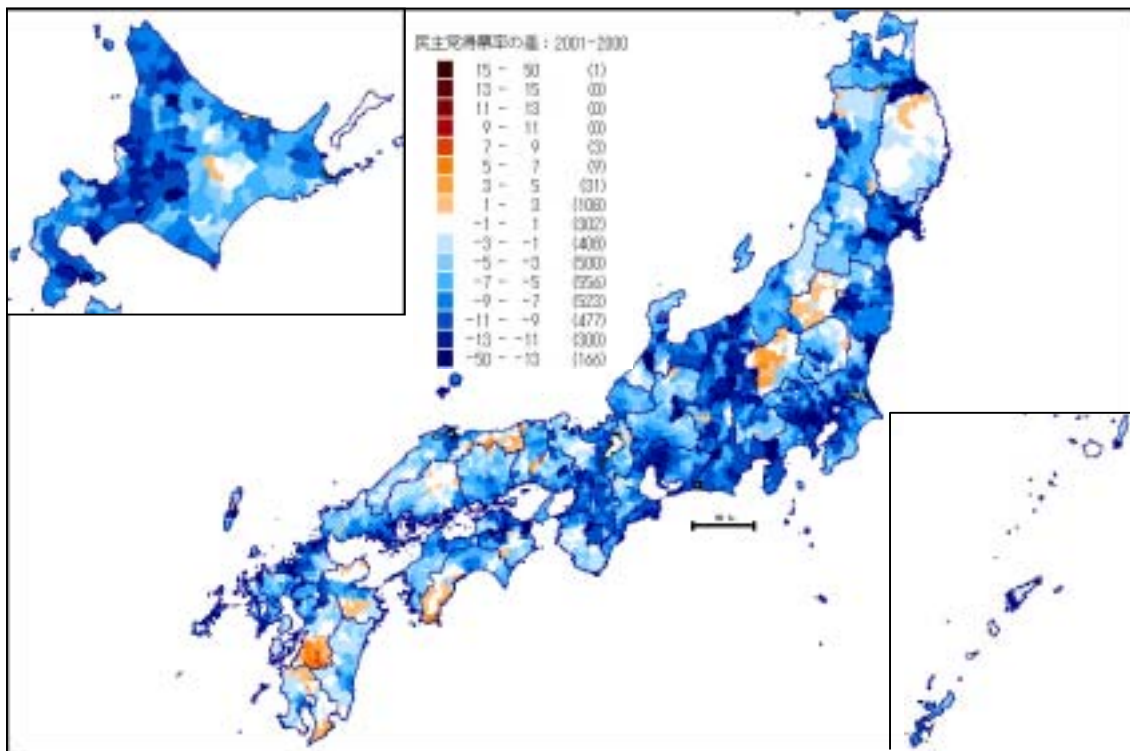 民主党得票率の差： 2001-2000
15 － 50 (1)
13 － 15 (0)
11 － 13 (0)
9 － 11 (0)
7 － 9 (3)
5 － 7 (9)
3 － 5 (31)
1 － 3 (108)
-1 － 1 (302)
-3 － -1 (408)
-5 － -3 (500)
-7 － -5 (556)
-9 － -7 (523)
-11 － -9 (477)
-13 － -11 (300)
-50 － -13 (166)